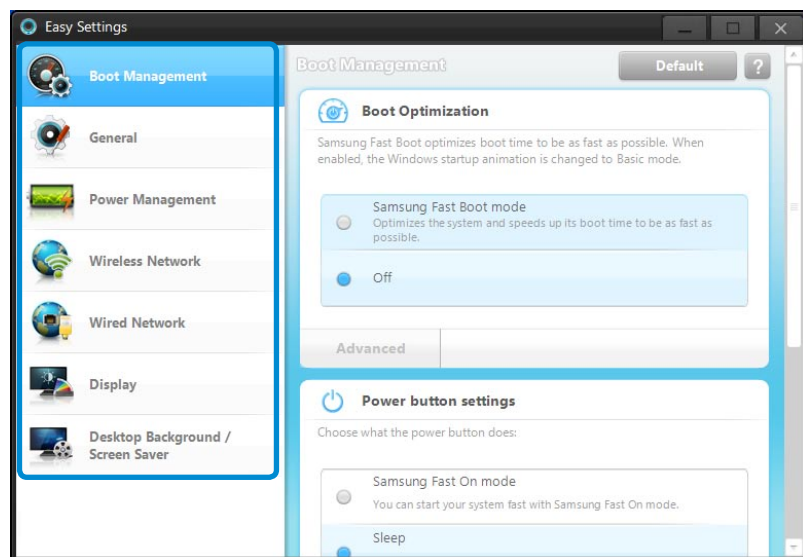 Easy Settings
Boot Management
General
Power Management
Wireless Network
Wired Network
Display
Desktop Background /
Screen Saver
Boot Management
Default
?
Boot Optimization
Samsung Fast Boot optimizes boot time to be as fast as possible. When
enabled, the Windows startup animation is changed to Basic mode.
Samsung Fast Boot mode
Optimizes the system and speeds up its boot time to be as fast as
possible.
Off
Advanced
Power button settings
Choose what the power button does:
Samsung Fast On mode
You can start your system fast with Samsung Fast On mode.
Sleep